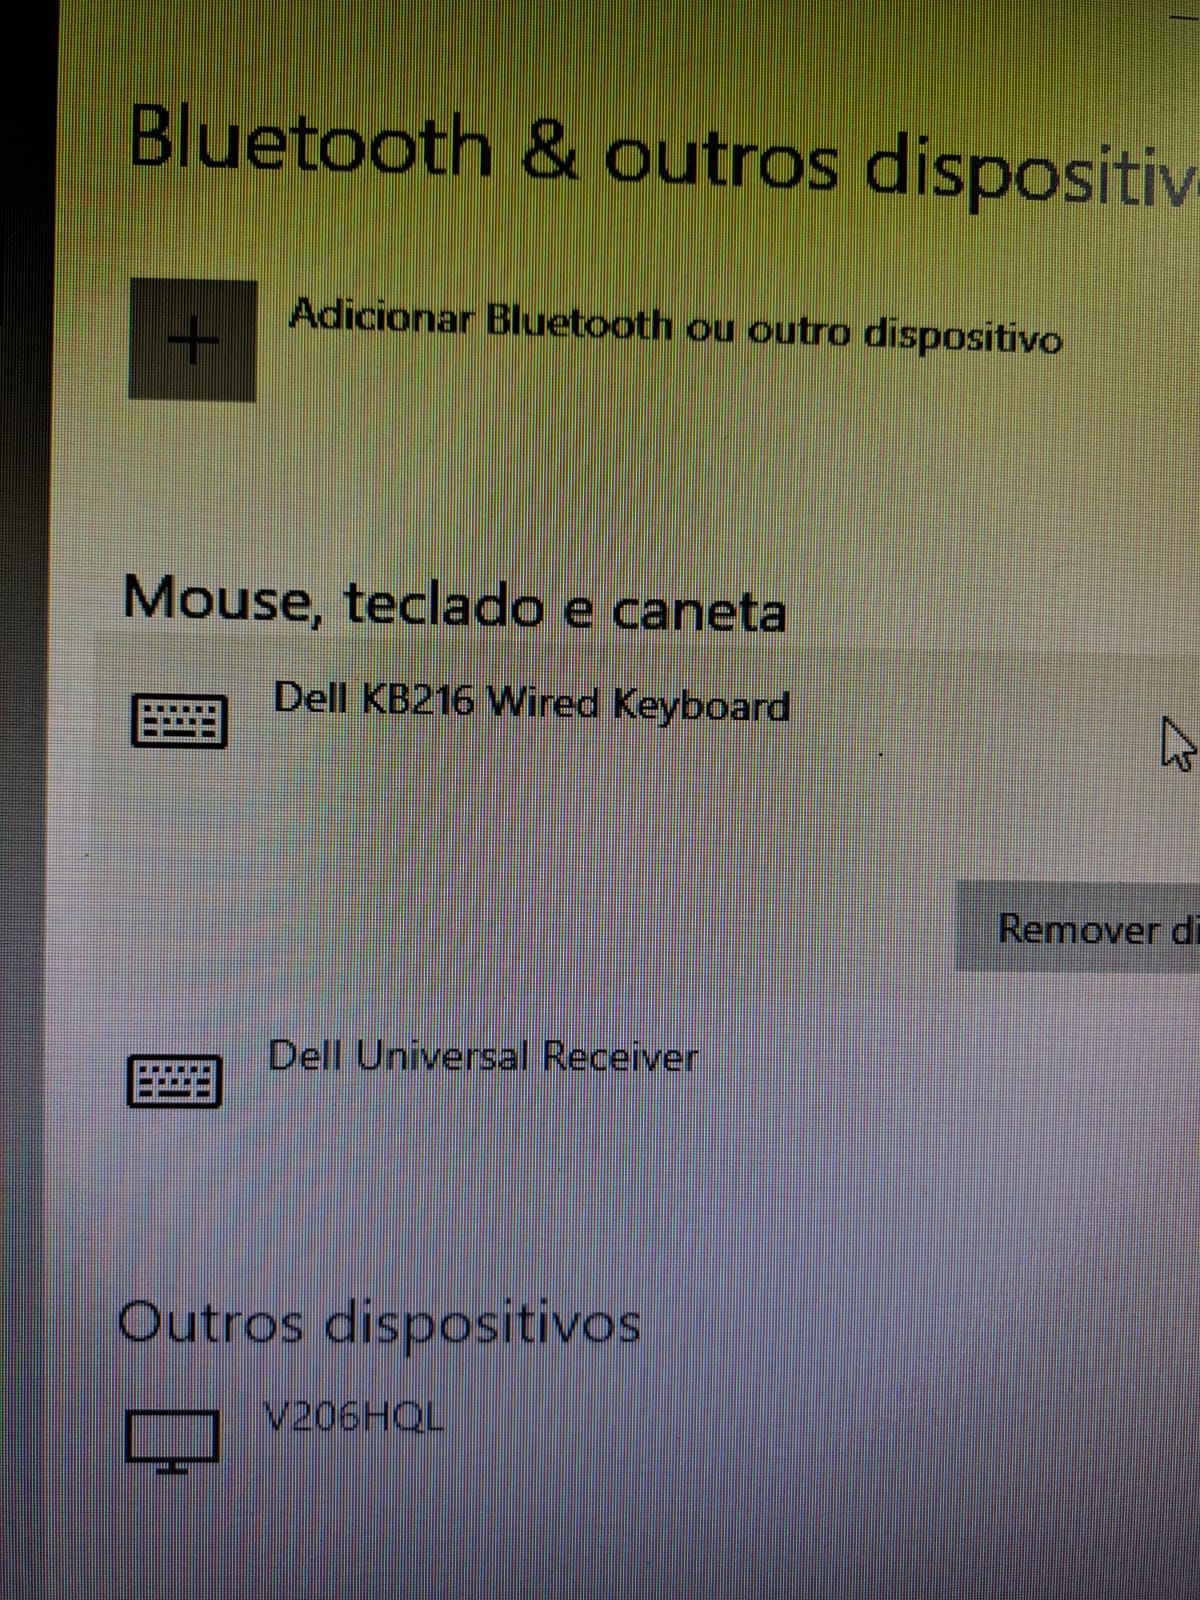 Bluetooth & outros dispositiv
Adicionar Bluetooth ou outro dispositivo
Mouse, teclado e caneta
Dell KB216 Wired Keyboard
Remover di
Dell Universal Receiver
Outros dispositivos
V206HQL